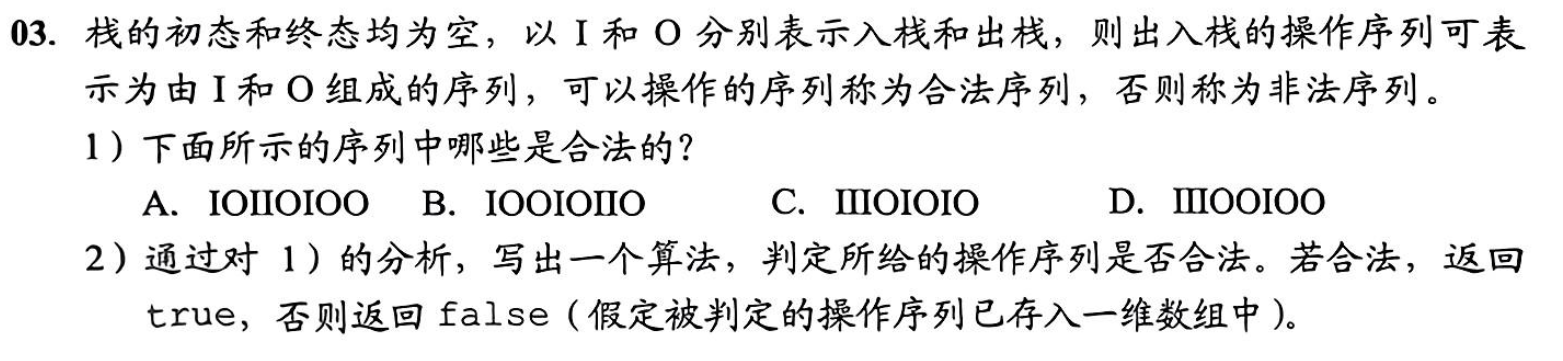 03. 栈的初态和终态均为空，以 I 和 O 分别表示入栈和出栈，则出入栈的操作序列可表
示为由 I 和 O 组成的序列，可以操作的序列称为合法序列，否则称为非法序列。
1）下面所示的序列中哪些是合法的？
A. IOIIOIOO B. IOOIOIIO C. IIIOIOIO D. IIIOOIOO
2）通过对 1）的分析，写出一个算法，判定所给的操作序列是否合法。若合法，返回
true，否则返回 false（假定被判定的操作序列已存入一维数组中）。